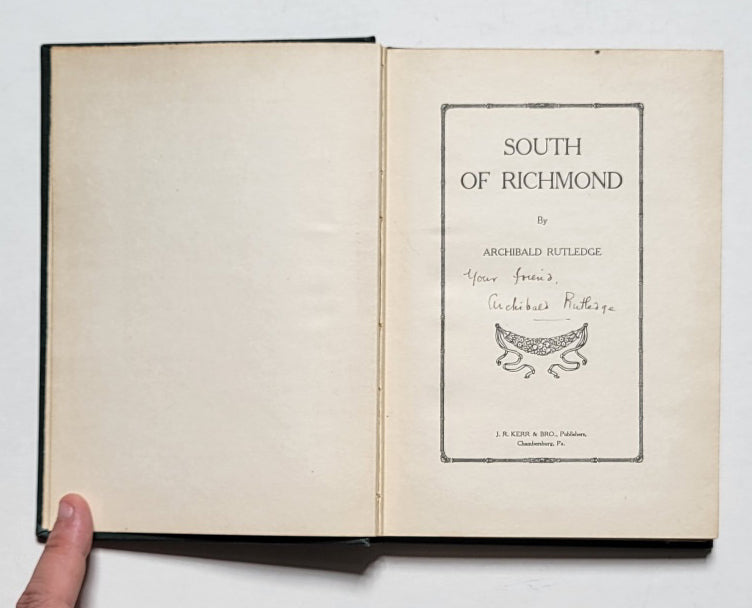 SOUTH
OF RICHMOND
By
ARCHIBALD RUTLEDGE
Your friend,
Archibald Rutledge
J. R. KERR & BRO., Publishers,
Chambersburg, Pa.